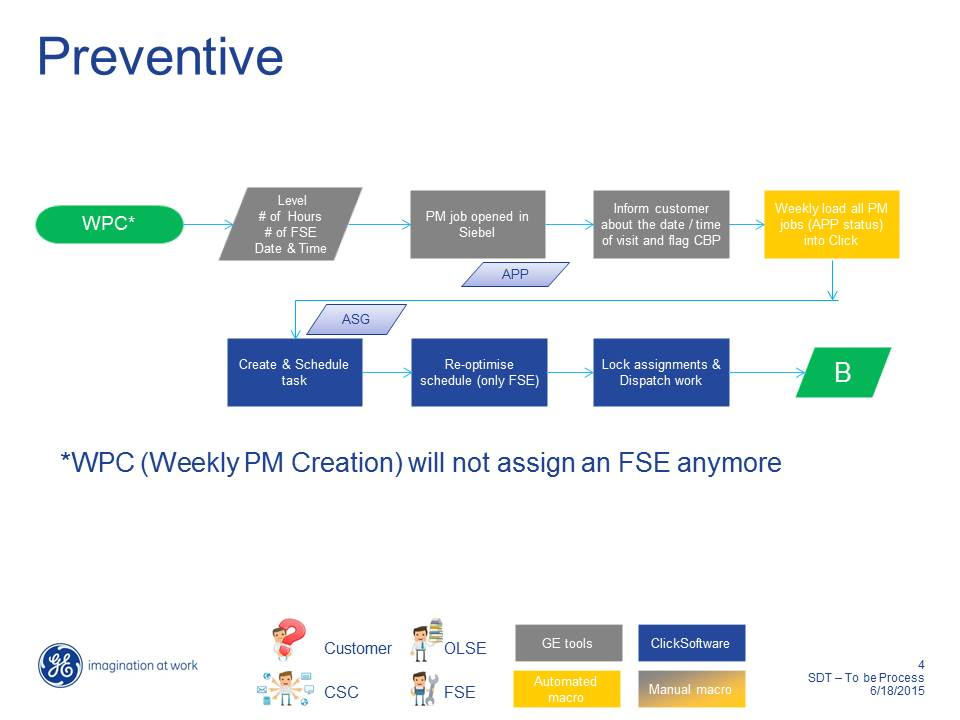 Preventive
WPC*
Level
# of Hours
# of FSE
Date & Time
PM job opened in
Siebel
Inform customer
about the date / time
of visit and flag CBP
Weekly load all PM
jobs (APP status)
into Click
APP
ASG
Create & Schedule
task
Re-optimise
schedule (only FSE)
Lock assignments &
Dispatch work
B
*WPC (Weekly PM Creation) will not assign an FSE anymore
Customer
OLSE
GE tools
ClickSoftware
CSC
FSE
Automated
macro
Manual macro
GE
imagination at work
4
SDT – To be Process
6/18/2015